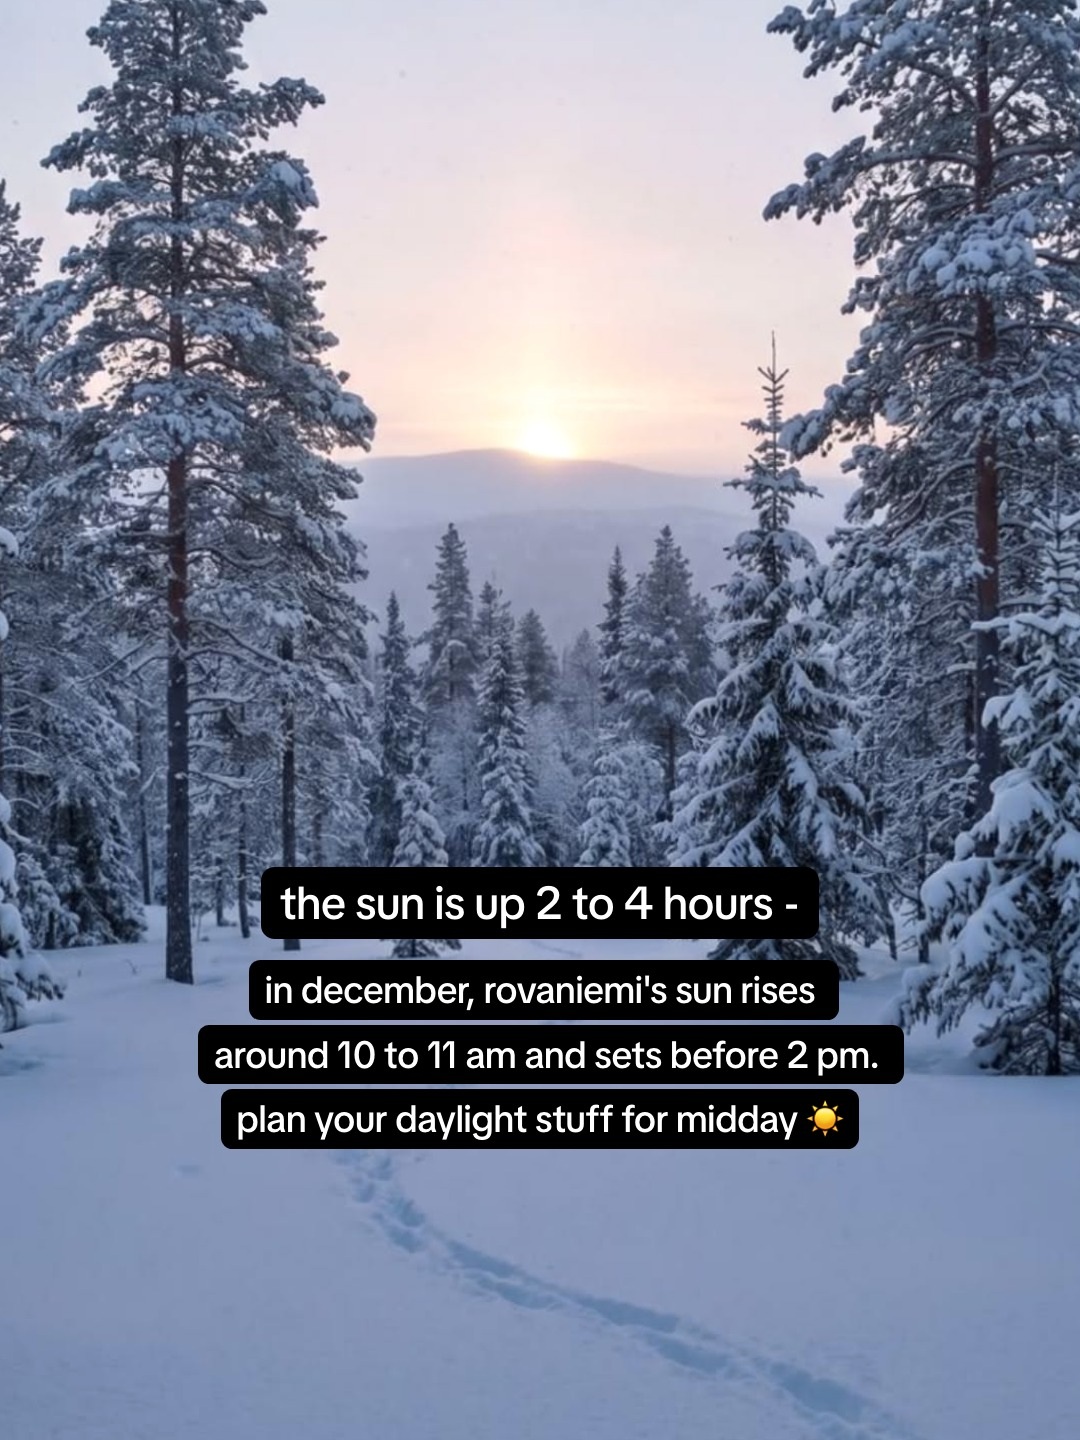 the sun is up 2 to 4 hours -
in december, rovaniemi's sun rises
around 10 to 11 am and sets before 2 pm.
plan your daylight stuff for midday ☀️